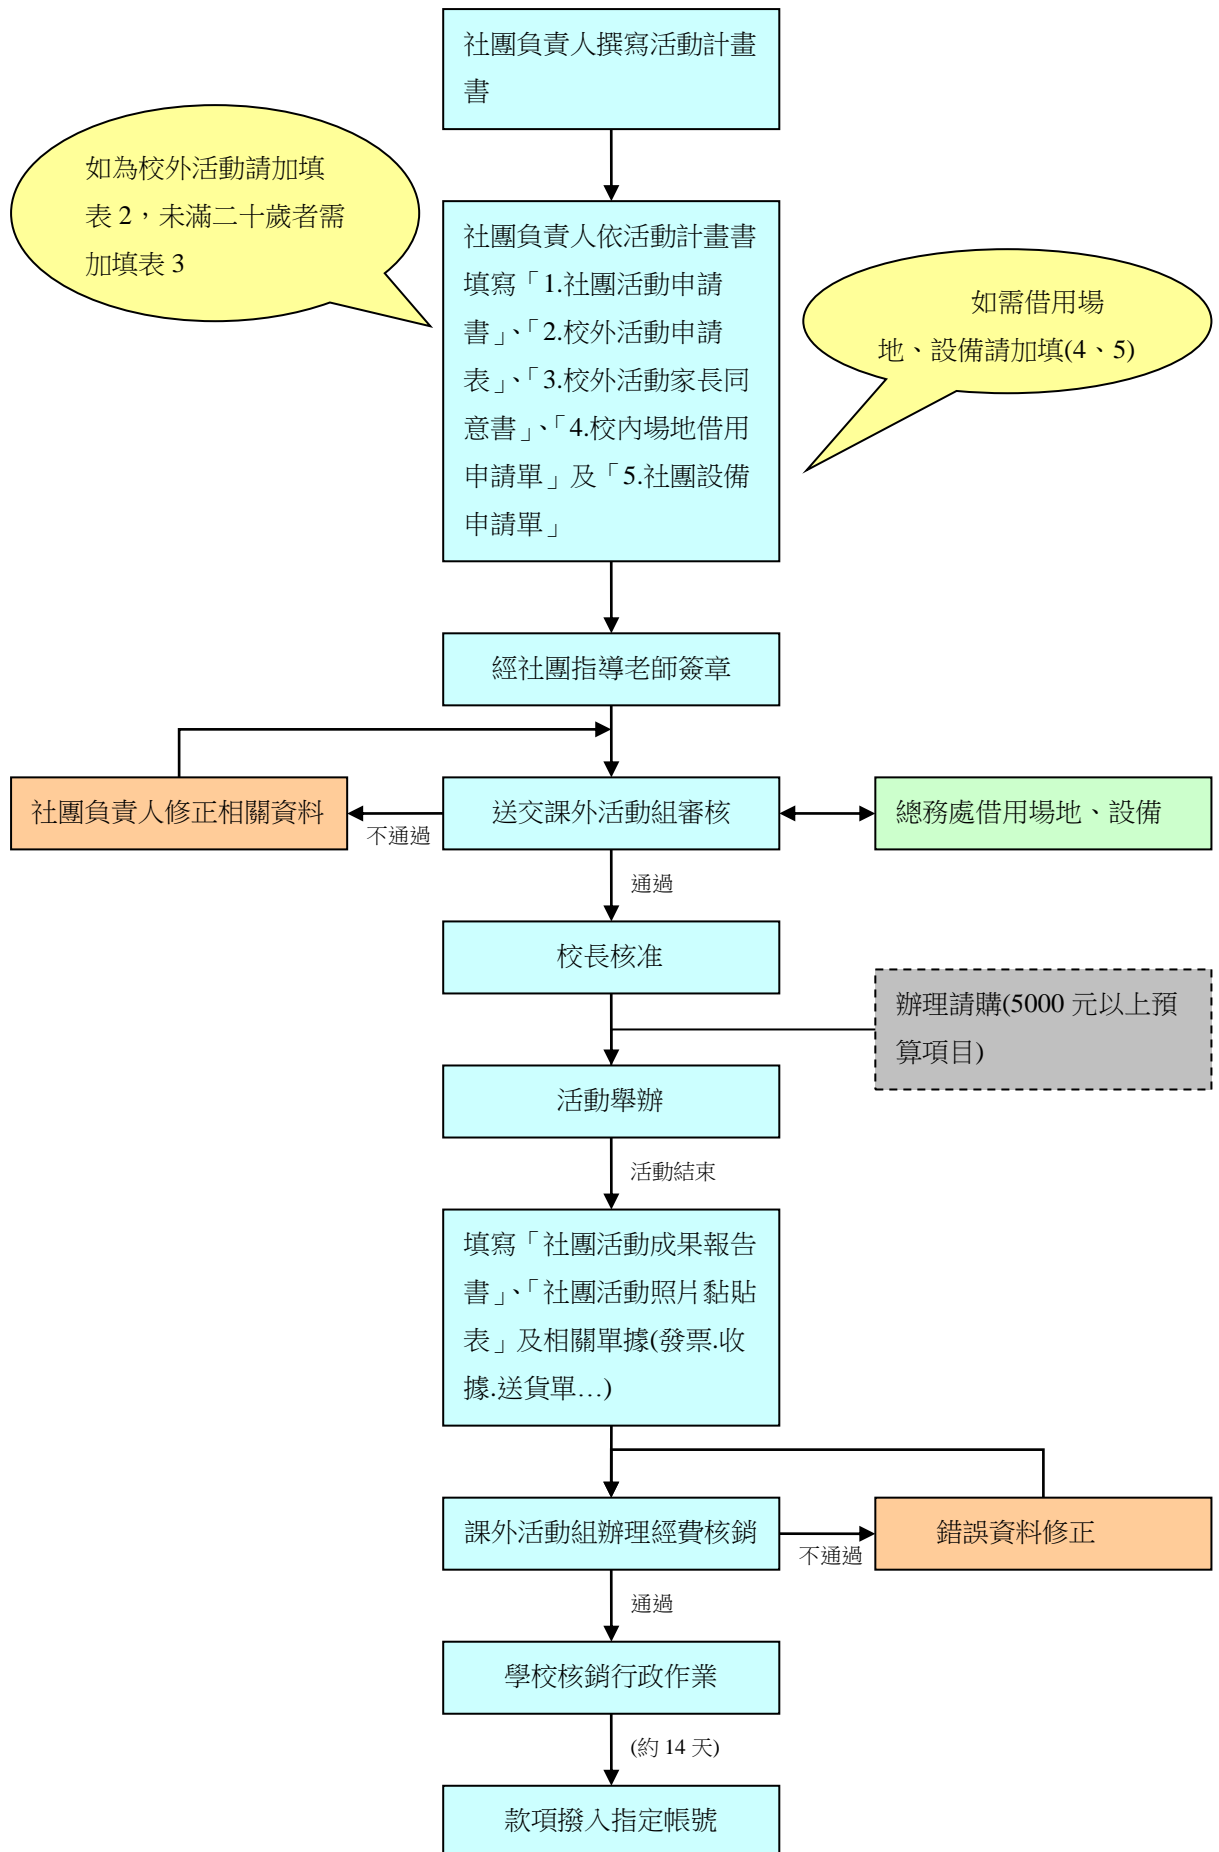 社團負責人撰寫活動計畫
書
如為校外活動請加填
表 2，未滿二十歲者需
加填表 3
社團負責人依活動計畫書
填寫「1.社團活動申請
書」、「2.校外活動申請
表」、「3.校外活動家長同
意書」、「4.校內場地借用
申請單」及「5.社團設備
申請單」
如需借用場
地、設備請加填(4、5)
經社團指導老師簽章
社團負責人修正相關資料
不通過
送交課外活動組審核
總務處借用場地、設備
通過
校長核准
辦理請購(5000 元以上預
算項目)
活動舉辦
活動結束
填寫「社團活動成果報告
書」、「社團活動照片黏貼
表」及相關單據(發票.收
據.送貨單…)
課外活動組辦理經費核銷
不通過
錯誤資料修正
通過
學校核銷行政作業
(約 14 天)
款項撥入指定帳號